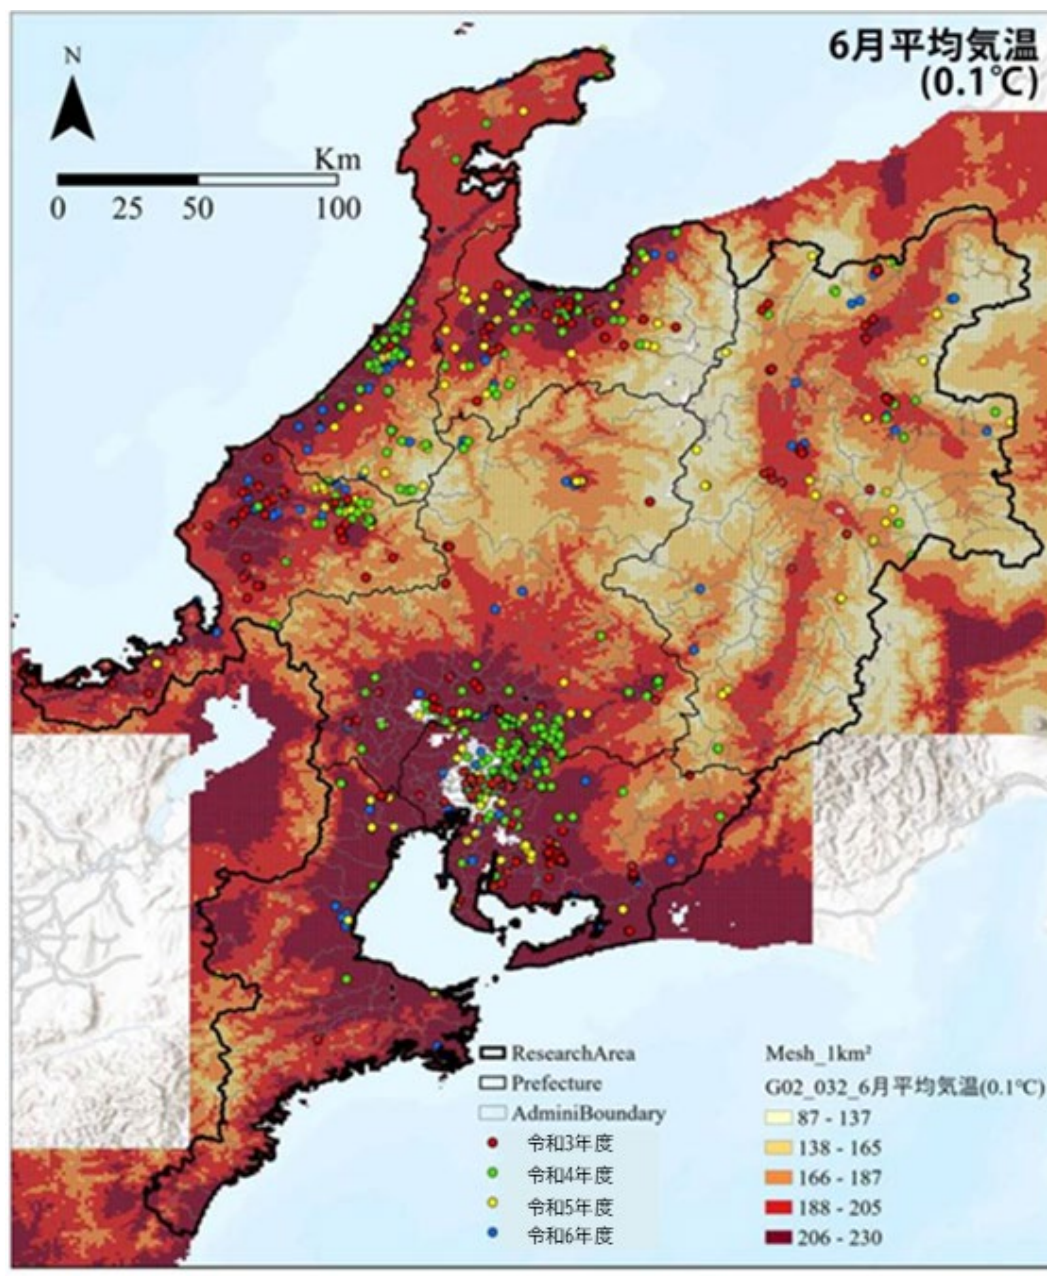 6月平均気温
(0.1℃)
N
Km
0 25 50 100
ResearchArea
Prefecture
AdminiBoundary
令和3年度
令和4年度
令和5年度
令和6年度
Mesh_1km²
G02_032_6月平均気温(0.1℃)
87 - 137
138 - 165
166 - 187
188 - 205
206 - 230